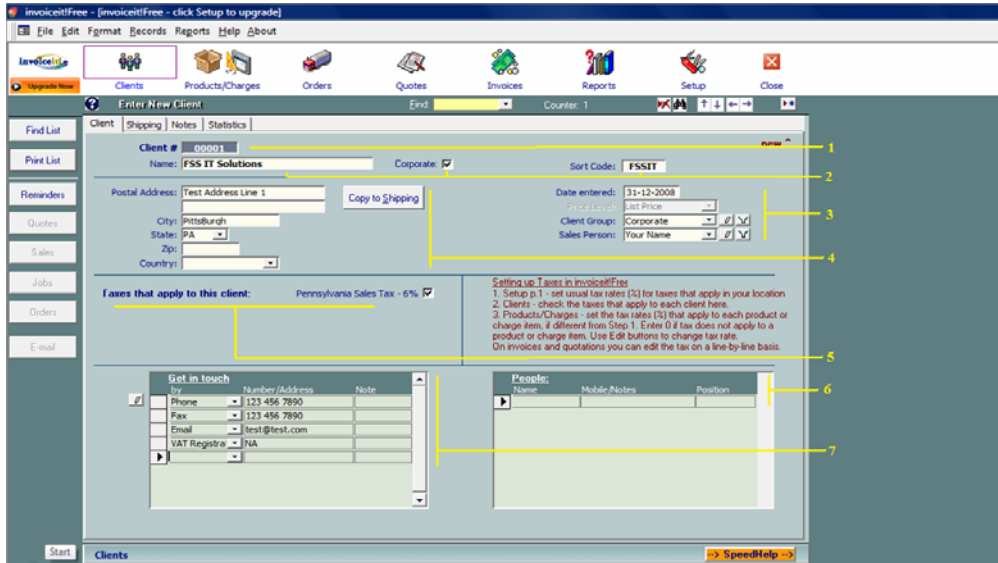 invoiceit!Free - [invoiceit!Free - click Setup to upgrade]
File Edit Format Records Reports Help About
Invoiceit!
Upgrade Now
Clients Products/Charges Orders Quotes Invoices Reports Setup Close
Enter New Client Find: Counter: 1
Client Shipping Notes Statistics
Find List
Print List
Reminders
Quotes
Sales
Jobs
Orders
E-mail
Start
new
Client # 00001 1
Name: FSS IT Solutions Corporate: Sort Code: FSSIT
2
Postal Address: Test Address Line 1 Copy to Shipping Date entered: 31-12-2008
Price Level: List Price
3
City: PittsBurgh Client Group: Corporate
State: PA Sales Person: Your Name
Zip:
4
Country:
Taxes that apply to this client: Pennsylvania Sales Tax - 6%
Setting up Taxes in invoiceit!Free
1. Setup p.1 - set usual tax rates (%) for taxes that apply in your location
2. Clients - check the taxes that apply to each client here.
3. Products/Charges - set the tax rates (%) that apply to each product or
charge item, if different from Step 1. Enter 0 if tax does not apply to a
product or charge item. Use Edit buttons to change tax rate.
On invoices and quotations you can edit the tax on a line-by-line basis.
5
Get in touch
by Number/Address Note
Phone 123 456 7890
Fax 123 456 7890
Email test@test.com
VAT Registra NA
People:
Name Mobile/Notes Position
6
7
Clients --> SpeedHelp -->